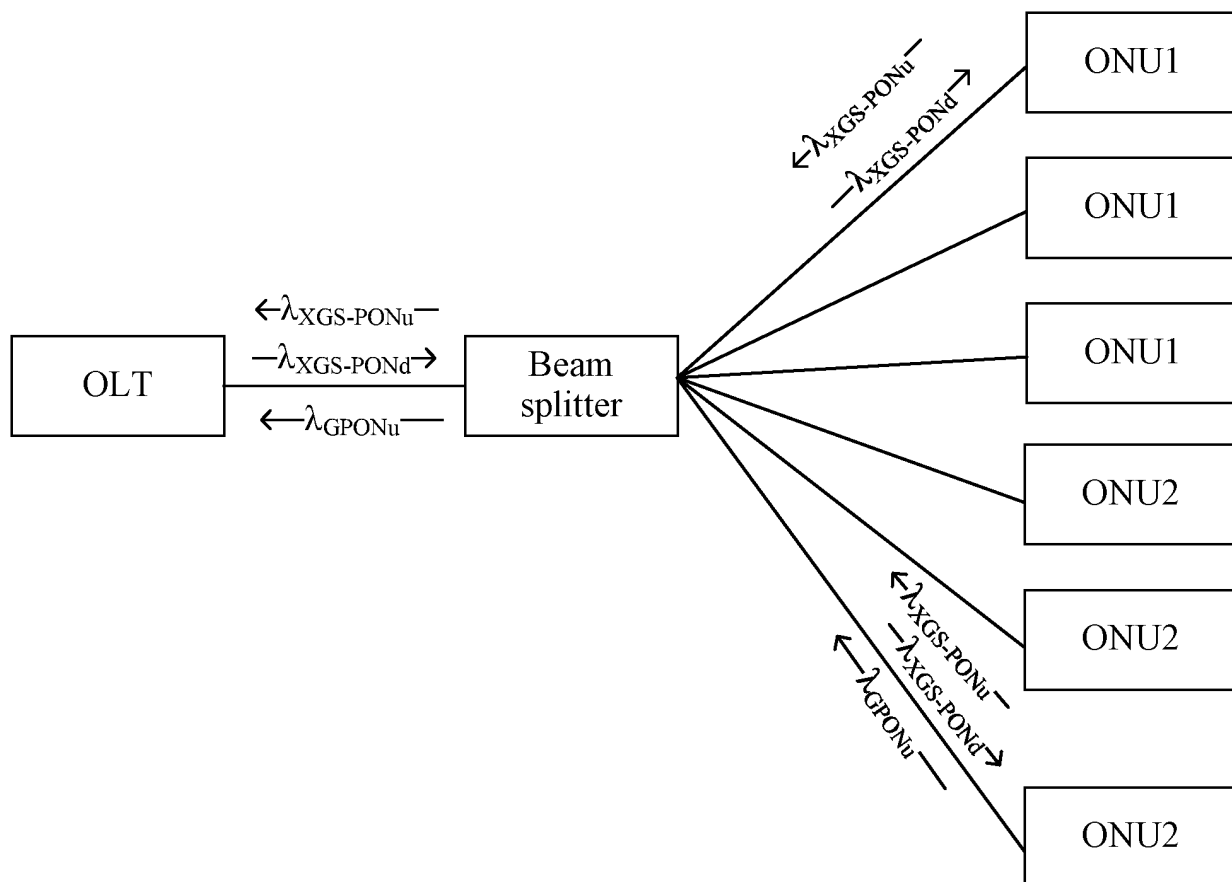 ONU1
←λXGS-PONu—
—λXGS-PONd→
ONU1
←λXGS-PONu—
—λXGS-PONd→
←λGPONu—
OLT
Beam
splitter
ONU1
ONU2
←λXGS-PONu—
—λXGS-PONd→
←λGPONu—
ONU2
ONU2